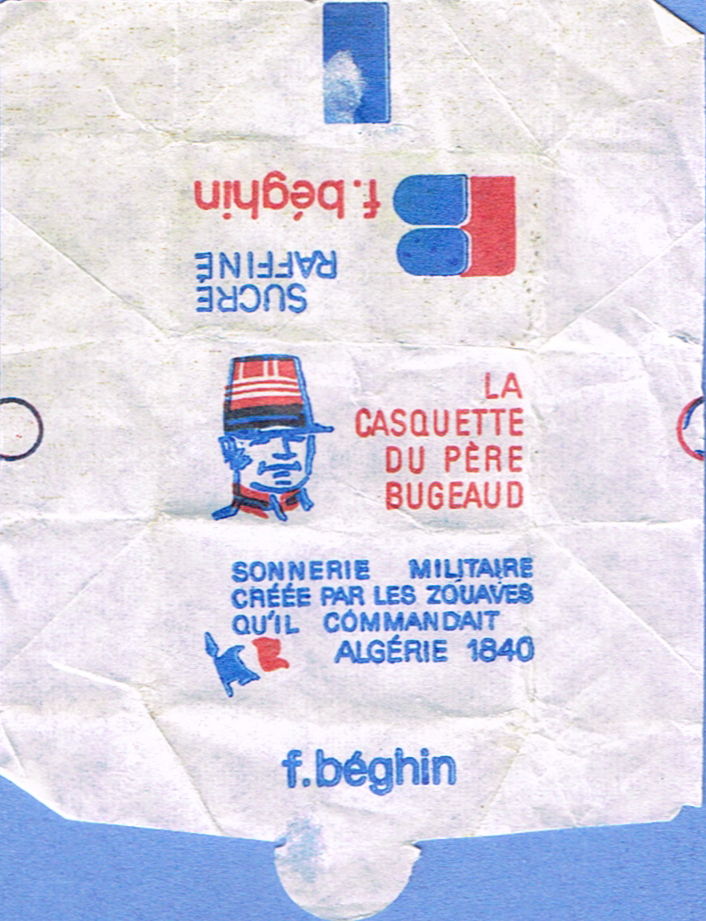 f.béghin
SUCRE
RAFFINÉ
LA
CASQUETTE
DU PÈRE
BUGEAUD
SONNERIE MILITAIRE
CRÉÉE PAR LES ZOUAVES
QU'IL COMMANDAIT
ALGÉRIE 1840
f.béghin